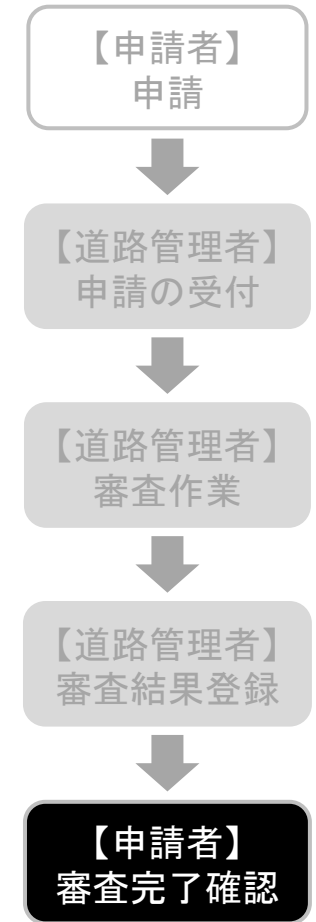 【申請者】
申請
【道路管理者】
申請の受付
【道路管理者】
審査作業
【道路管理者】
審査結果登録
【申請者】
審査完了確認